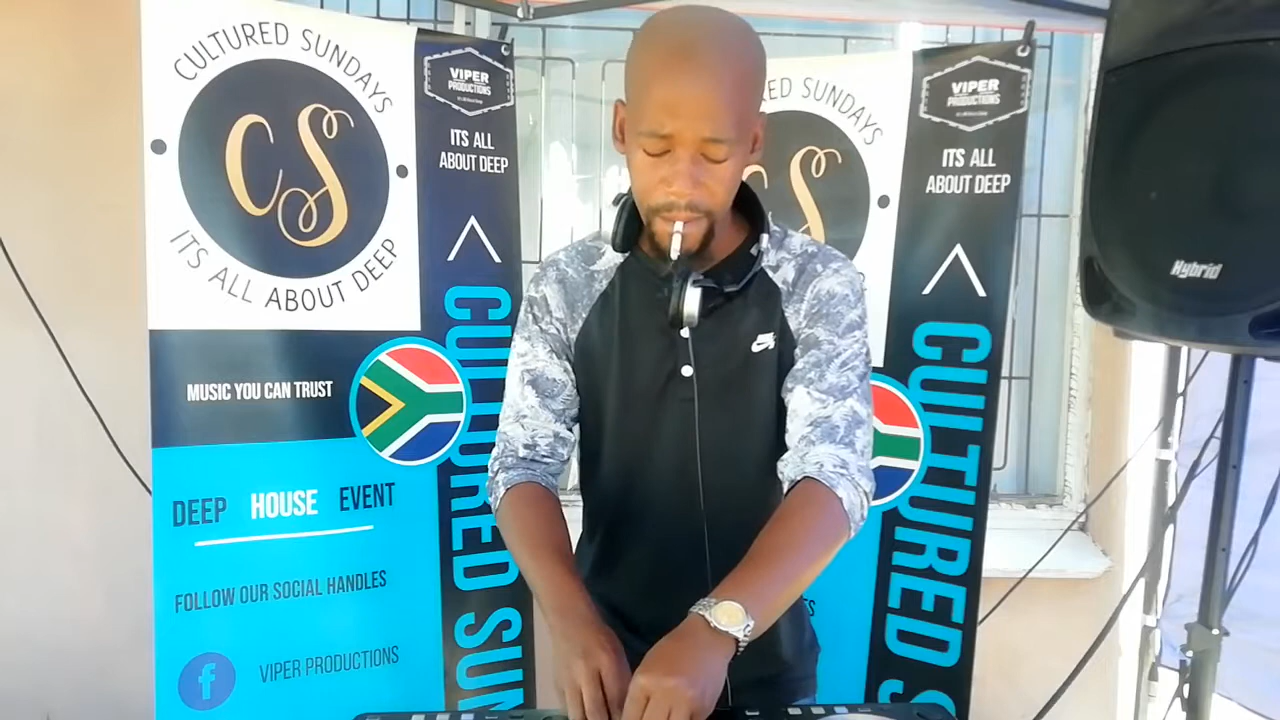 CULTURED SUNDAYS
CS
ITS ALL ABOUT DEEP
MUSIC YOU CAN TRUST
DEEP HOUSE EVENT
FOLLOW OUR SOCIAL HANDLES
f VIPER PRODUCTIONS
VIPER
PRODUCTIONS
ITS ALL
ABOUT DEEP
CULTURED SUN
ED SUNDAYS
S
VIPER
PRODUCTIONS
ITS ALL
ABOUT DEEP
CULTURED S
Hybrid